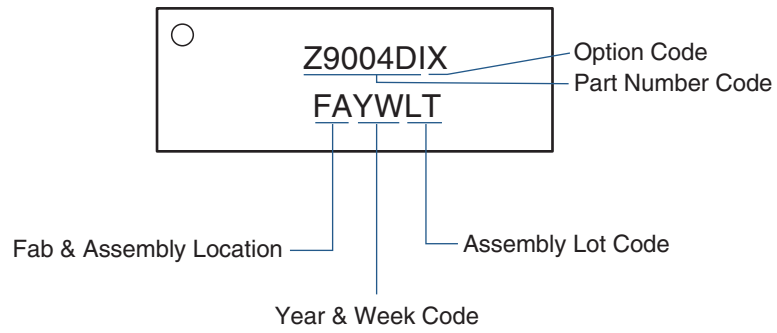 Z9004DIX
Option Code
Part Number Code
FAYWLT
Fab & Assembly Location
Assembly Lot Code
Year & Week Code